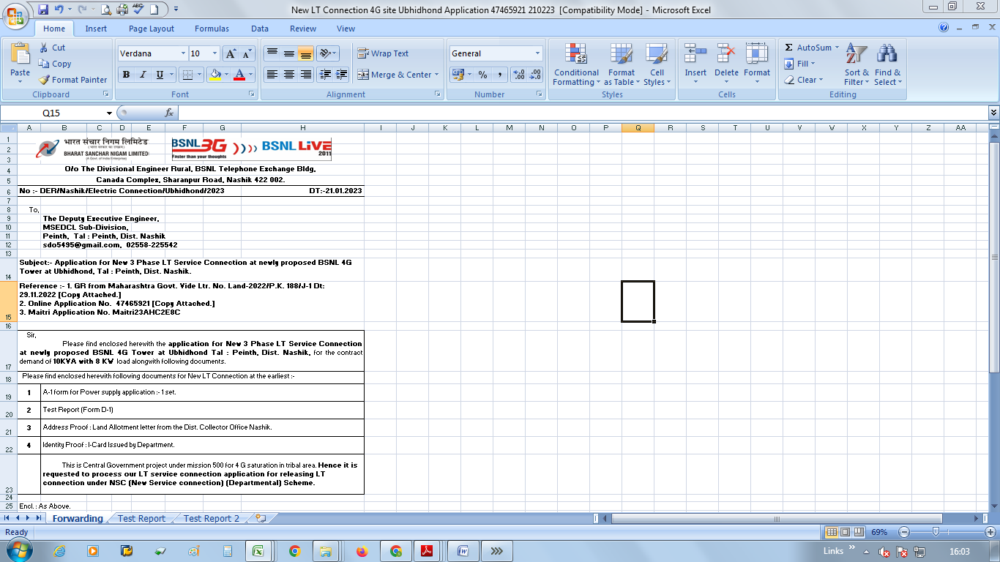 New LT Connection 4G site Ubhidhond Application 47465921 210223 [Compatibility Mode] - Microsoft Excel
Home Insert Page Layout Formulas Data Review View
Paste
Cut
Copy
Format Painter
Clipboard
Verdana 10
B I U
Font
Wrap Text
Merge & Center
Alignment
General
Number
Conditional Formatting
Format as Table
Cell Styles
Styles
Insert Delete Format
Cells
Σ AutoSum
Fill
Clear
Sort & Filter
Find & Select
Editing
Q15 fx
A B C D E F G H I J K L M N O P Q R S T U V W X Y Z AA
भारत संचार निगम लिमिटेड
(भारत सरकार का उपक्रम)
BHARAT SANCHAR NIGAM LIMITED
(A Govt. of India Enterprise)
BSNL 3G
Faster than your thoughts
BSNL LiVE
2011
O/o The Divisional Engineer Rural, BSNL Telephone Exchange Bldg,
Canada Complex, Sharanpur Road, Nashik 422 002.
No :- DER/Nashik/Electric Connection/Ubhidhond/2023 DT:-21.01.2023
To,
The Deputy Executive Engineer,
MSEDCL Sub-Division,
Peinth, Tal : Peinth, Dist. Nashik
sdo5495@gmail.com, 02558-225542
Subject:- Application for New 3 Phase LT Service Connection at newly proposed BSNL 4G
Tower at Ubhidhond, Tal : Peinth, Dist. Nashik.
Reference :- 1. GR from Maharashtra Govt. Vide Ltr. No. Land-2022/P.K. 188/J-1 Dt:
29.11.2022 [Copy Attached.]
2. Online Application No. 47465921 [Copy Attached.]
3. Maitri Application No. Maitri23AHC2E8C
Sir,
Please find enclosed herewith the application for New 3 Phase LT Service Connection
at newly proposed BSNL 4G Tower at Ubhidhond Tal : Peinth, Dist. Nashik, for the contract
demand of 10KVA with 8 KW load alongwith following documents.
Please find enclosed herewith following documents for New LT Connection at the earliest :-
1 A-1 form for Power supply application :- 1 set.
2 Test Report (Form D-1)
3 Address Proof : Land Allotment letter from the Dist. Collector Office Nashik.
4 Identity Proof : I-Card Issued by Department.
This is Central Government project under mission 500 for 4 G saturation in tribal area. Hence it is
requested to process our LT service connection application for releasing LT
connection under NSC (New Service connection) (Departmental) Scheme.
Encl.: As Above.
1
2
3
4
5
6
7
8
9
10
11
12
13
14
15
16
17
18
19
20
21
22
23
24
25
Forwarding Test Report Test Report 2
Ready 69%
Links 16:03